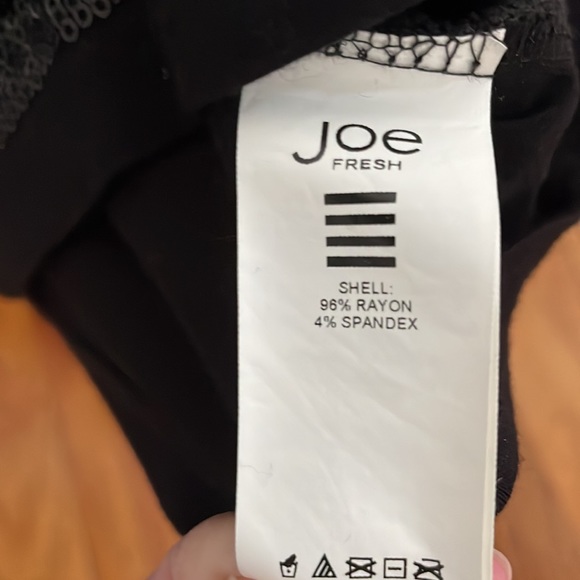 Joe
FRESH
SHELL:
96% RAYON
4% SPANDEX